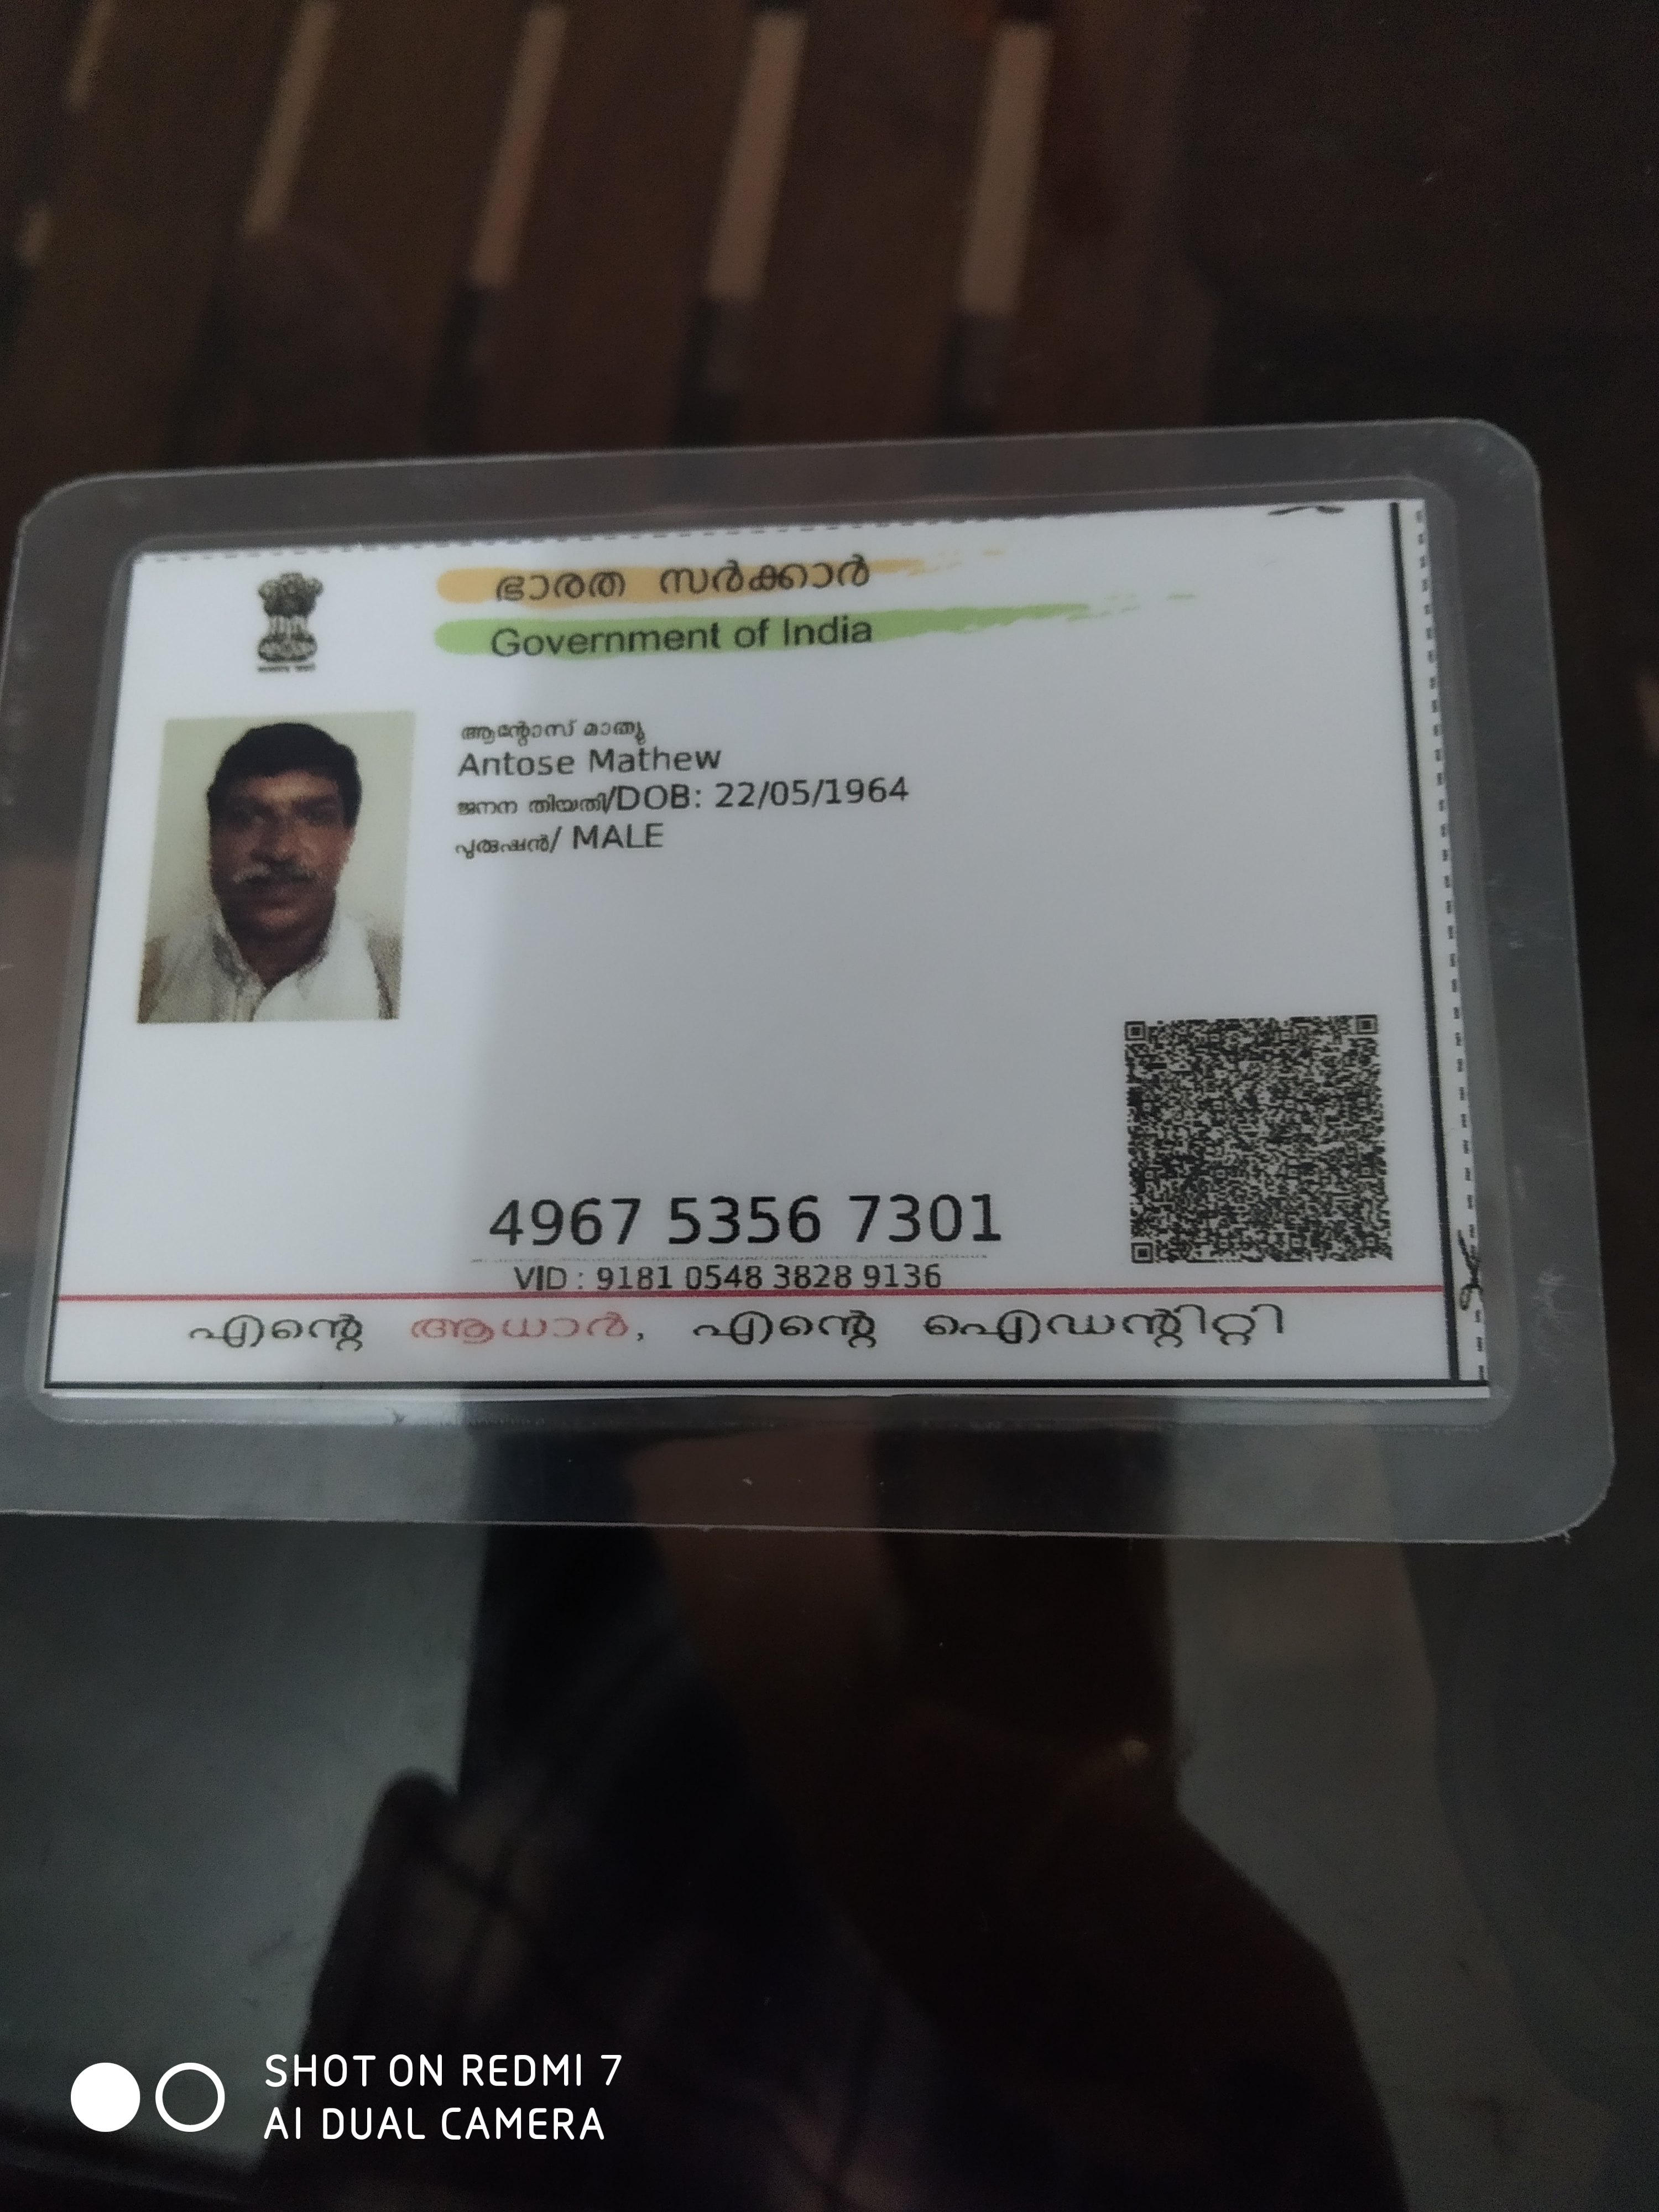 ഭാരത സർക്കാർ
Government of India
ആന്റോസ് മാത്യു
Antose Mathew
ജനന തിയതി/DOB: 22/05/1964
പുരുഷൻ/ MALE
4967 5356 7301
VID : 9181 0548 3828 9136
എന്റെ ആധാർ, എന്റെ ഐഡന്റിറ്റി
SHOT ON REDMI 7
AI DUAL CAMERA